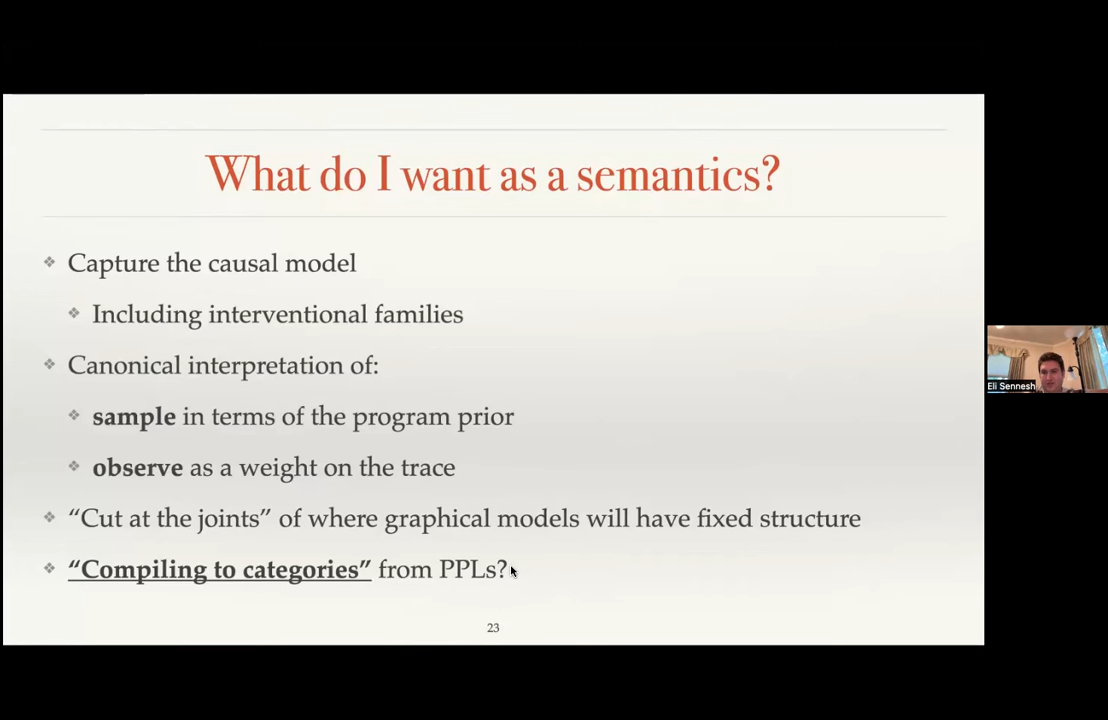 What do I want as a semantics?
❖ Capture the causal model
❖ Including interventional families
❖ Canonical interpretation of:
❖ sample in terms of the program prior
❖ observe as a weight on the trace
❖ “Cut at the joints” of where graphical models will have fixed structure
❖ “Compiling to categories” from PPLs?
23
Eli Sennesh